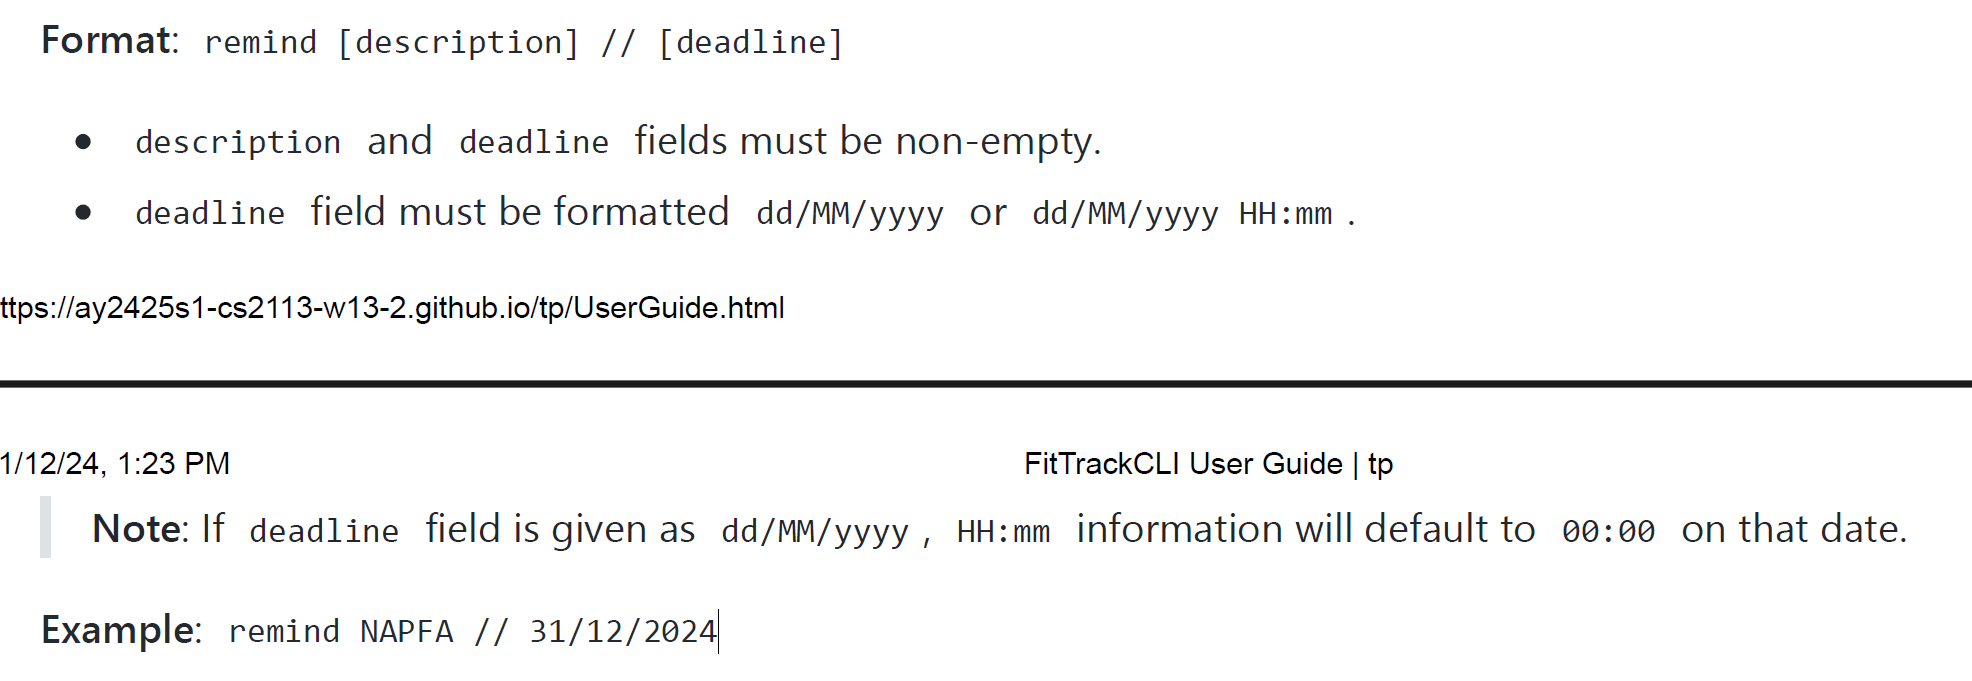 Format: remind [description] // [deadline]
description and deadline fields must be non-empty.
deadline field must be formatted dd/MM/yyyy or dd/MM/yyyy HH:mm .
ttps://ay2425s1-cs2113-w13-2.github.io/tp/UserGuide.html
1/12/24, 1:23 PM FitTrackCLI User Guide | tp
Note: If deadline field is given as dd/MM/yyyy , HH:mm information will default to 00:00 on that date.
Example: remind NAPFA // 31/12/2024